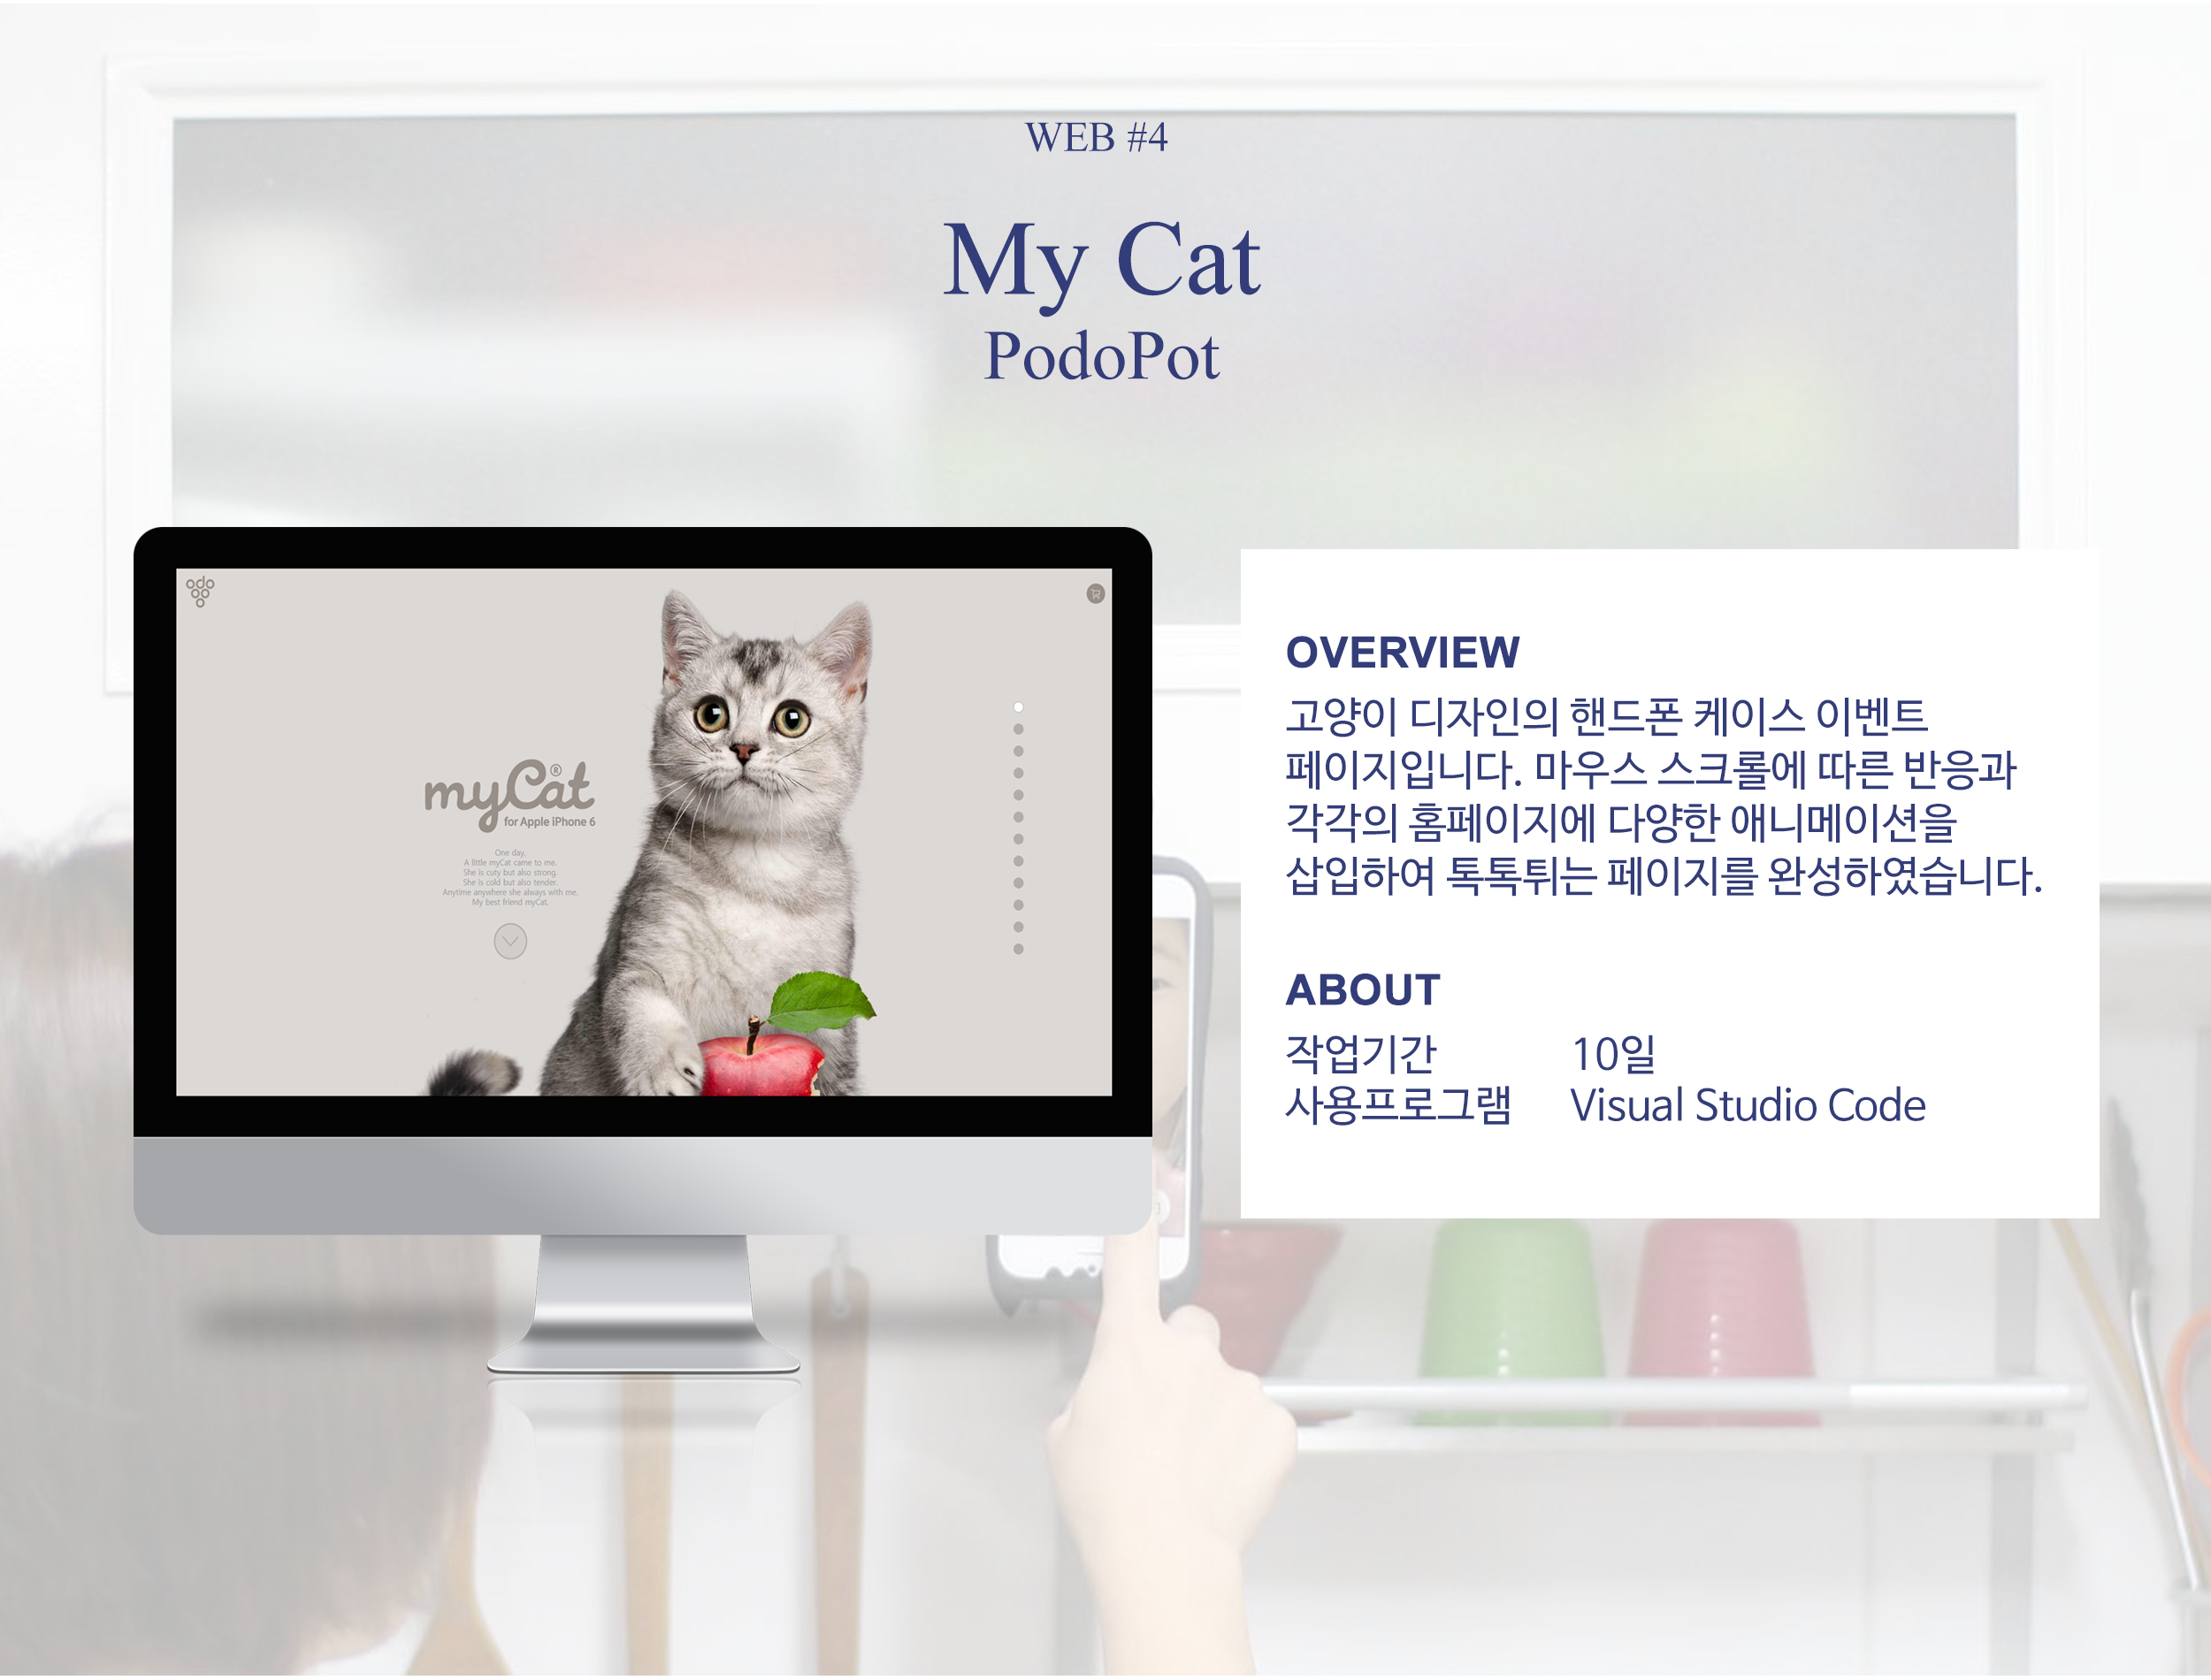 WEB #4
My Cat
PodoPot
odo
myCat®
for Apple iPhone 6
One day.
A little myCat came to me.
She is cuty but also strong.
She is cold but also tender.
Anytime anywhere she always with me.
My best friend myCat.
OVERVIEW
고양이 디자인의 핸드폰 케이스 이벤트
페이지입니다. 마우스 스크롤에 따른 반응과
각각의 홈페이지에 다양한 애니메이션을
삽입하여 톡톡튀는 페이지를 완성하였습니다.
ABOUT
작업기간 10일
사용프로그램 Visual Studio Code